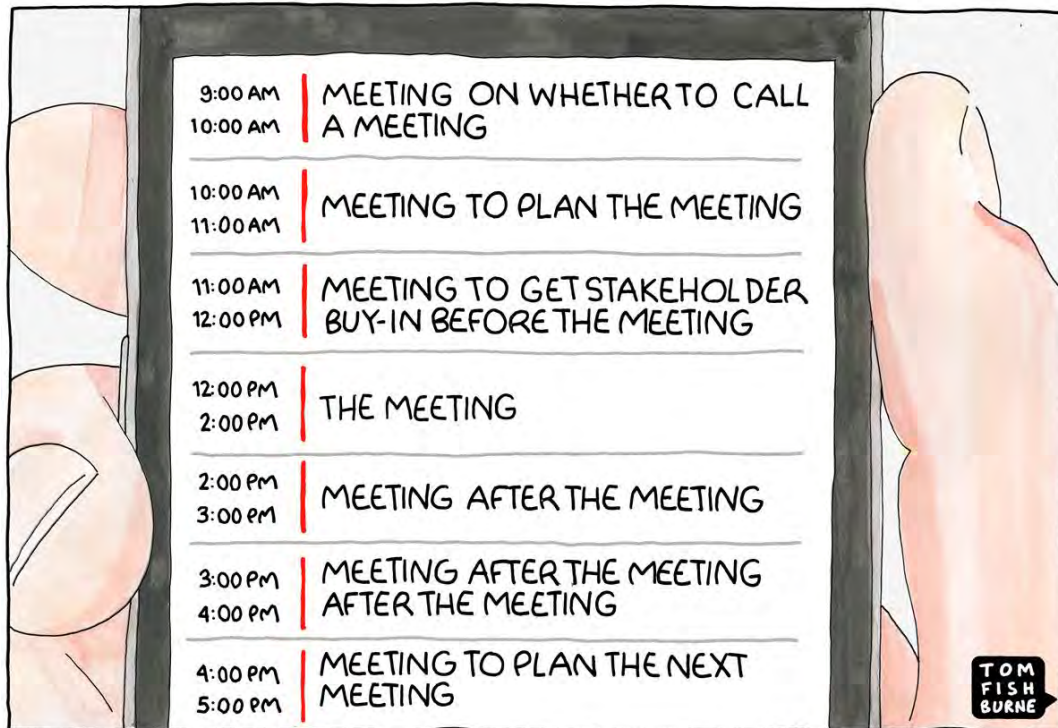 9:00 AM
10:00 AM
MEETING ON WHETHER TO CALL
A MEETING
10:00 AM
11:00 AM
MEETING TO PLAN THE MEETING
11:00 AM
12:00 PM
MEETING TO GET STAKEHOLDER
BUY-IN BEFORE THE MEETING
12:00 PM
2:00 PM
THE MEETING
2:00 PM
3:00 PM
MEETING AFTER THE MEETING
3:00 PM
4:00 PM
MEETING AFTER THE MEETING
AFTER THE MEETING
4:00 PM
5:00 PM
MEETING TO PLAN THE NEXT
MEETING
TOM
FISH
BURNE